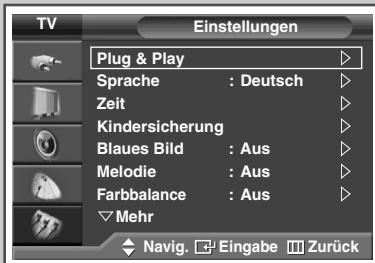 TV Einstellungen
Plug & Play
Sprache : Deutsch
Zeit
Kindersicherung
Blaues Bild : Aus
Melodie : Aus
Farbbalance : Aus
Mehr
Navig. Eingabe Zurück